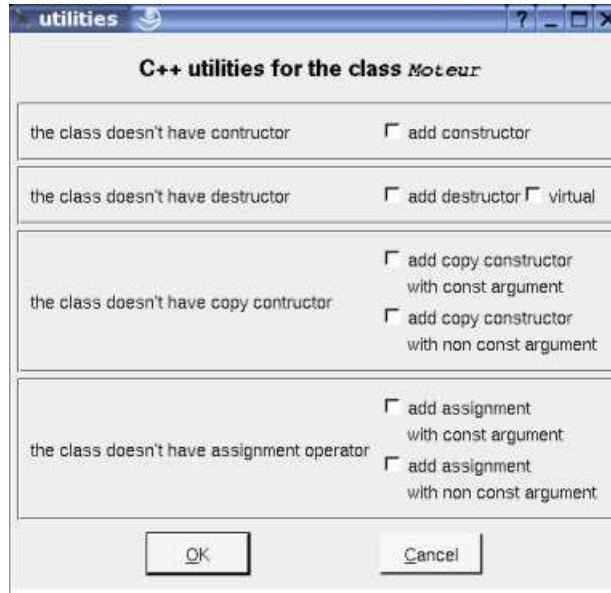 utilities
?
C++ utilities for the class Moteur
the class doesn't have contructor
add constructor
the class doesn't have destructor
add destructor
virtual
the class doesn't have copy contructor
add copy constructor
with const argument
add copy constructor
with non const argument
the class doesn't have assignment operator
add assignment
with const argument
add assignment
with non const argument
OK
Cancel